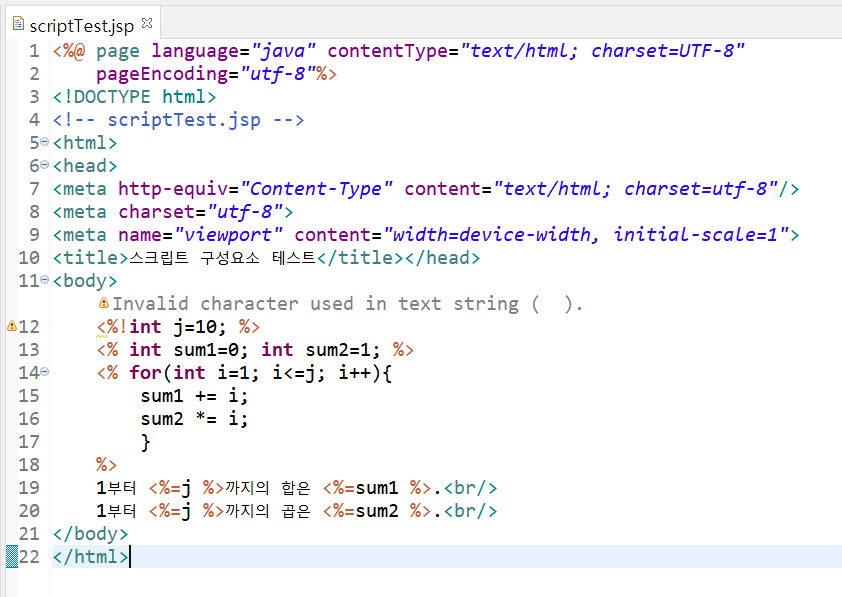 scriptTest.jsp
1 <%@ page language="java" contentType="text/html; charset=UTF-8"
2 pageEncoding="utf-8"%>
3 <!DOCTYPE html>
4 <!-- scriptTest.jsp -->
5 <html>
6 <head>
7 <meta http-equiv="Content-Type" content="text/html; charset=utf-8"/>
8 <meta charset="utf-8">
9 <meta name="viewport" content="width=device-width, initial-scale=1">
10 <title>스크립트 구성요소 테스트</title></head>
11 <body>
Invalid character used in text string (  ).
12 <%!int j=10; %>
13 <% int sum1=0; int sum2=1; %>
14 <% for(int i=1; i<=j; i++){
15 sum1 += i;
16 sum2 *= i;
17 }
18 %>
19 1부터 <%=j %>까지의 합은 <%=sum1 %>.<br/>
20 1부터 <%=j %>까지의 곱은 <%=sum2 %>.<br/>
21 </body>
22 </html>